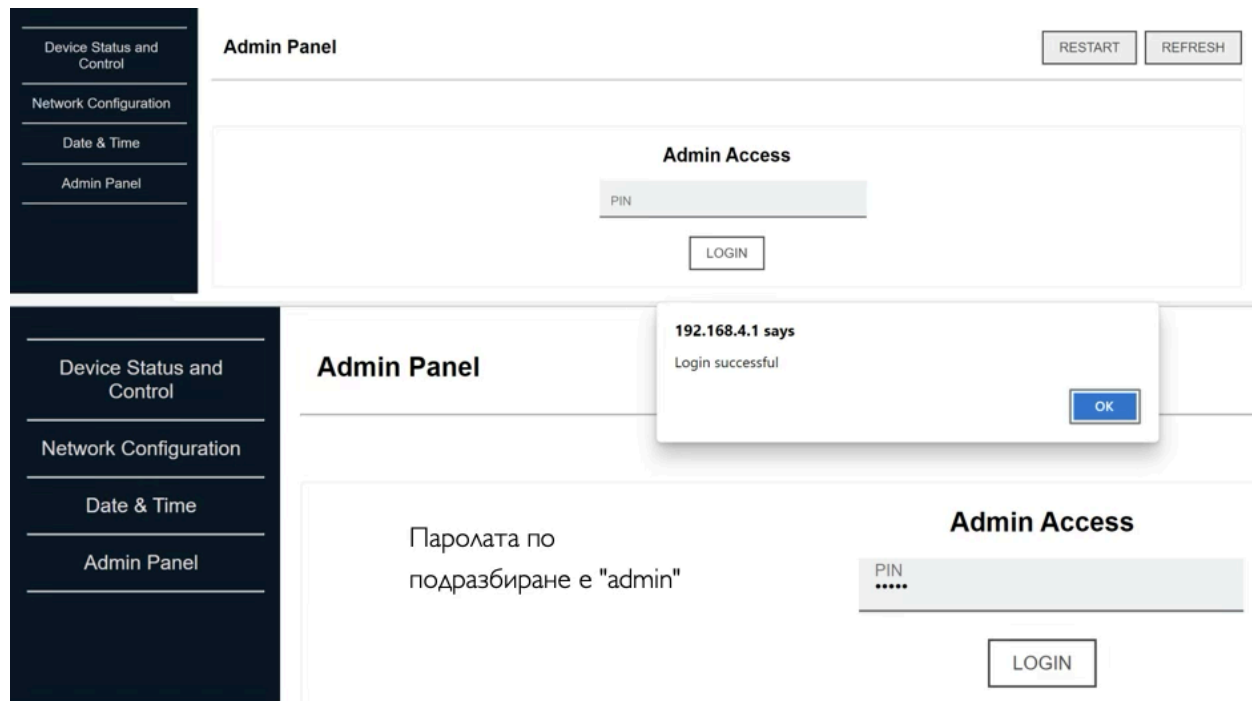 Device Status and
Control
Network Configuration
Date & Time
Admin Panel
Admin Panel
RESTART
REFRESH
Admin Access
PIN
LOGIN
Device Status and
Control
Network Configuration
Date & Time
Admin Panel
Admin Panel
192.168.4.1 says
Login successful
OK
Паролата по
подразбиране е "admin"
Admin Access
PIN
•••••
LOGIN